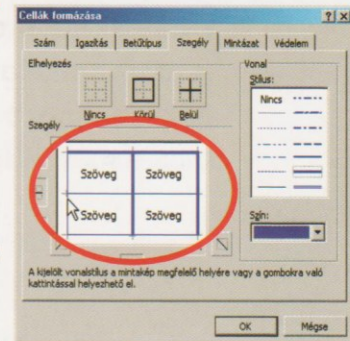 Cellák formázása
Szám Igazítás Betűtípus Szegély Mintázat Védelem
Elhelyezés
Nincs Körül Belül
Szegély
Szöveg Szöveg
Szöveg Szöveg
Vonal
Stílus:
Nincs
Szín:
A kijelölt vonalstílus a mintakép megfelelő helyére vagy a gombokra való
kattintással helyezhető el.
OK Mégse